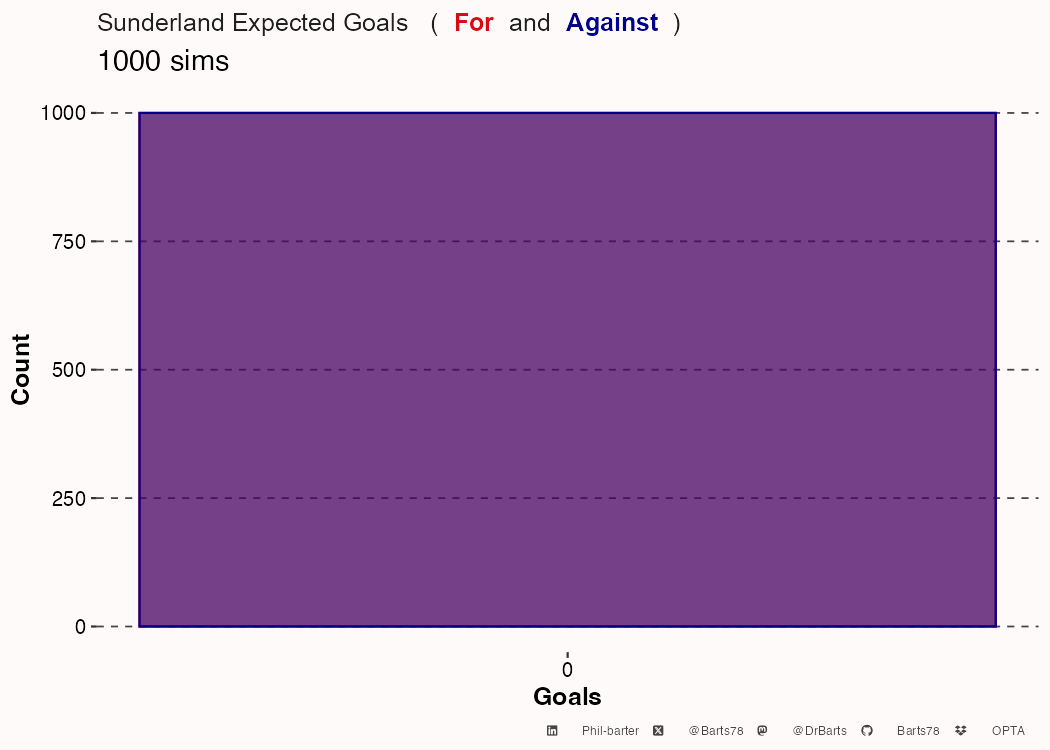 Sunderland Expected Goals ( For and Against )
1000 sims
1000
750
500
250
0
Count
0
Goals
Phil-barter @Barts78 @DrBarts Barts78 OPTA